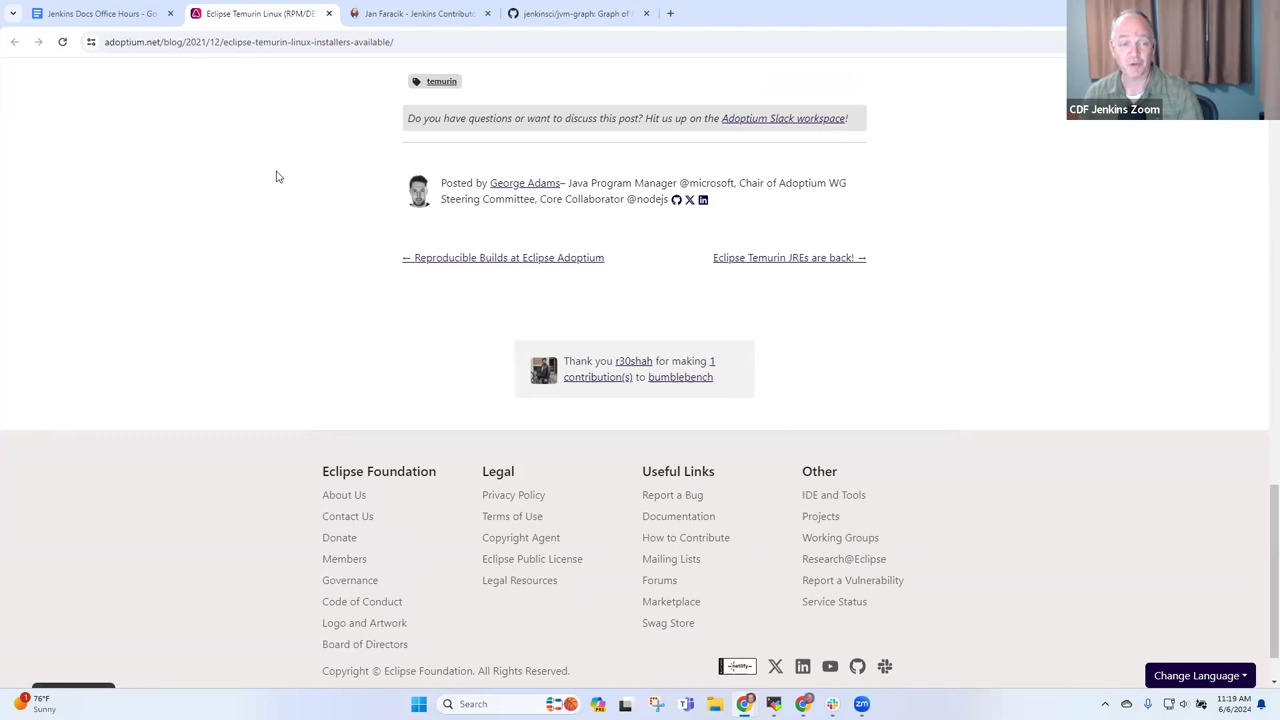 Jenkins Docs Office Hours - Go
Eclipse Temurin Linux (RPM/DE
Jan Faracik - Jenkins Contribut
jenkinsci/jvm-graph: Graph of
adoptium.net/blog/2021/12/eclipse-temurin-linux-installers-available/
CDF Jenkins Zoom
temurin
Do you have questions or want to discuss this post? Hit us up on the Adoptium Slack workspace!
Posted by George Adams– Java Program Manager @microsoft, Chair of Adoptium WG
Steering Committee, Core Collaborator @nodejs
← Reproducible Builds at Eclipse Adoptium
Eclipse Temurin JREs are back! →
Thank you r30shah for making 1
contribution(s) to bumblebench
Eclipse Foundation
About Us
Contact Us
Donate
Members
Governance
Code of Conduct
Logo and Artwork
Board of Directors
Legal
Privacy Policy
Terms of Use
Copyright Agent
Eclipse Public License
Legal Resources
Useful Links
Report a Bug
Documentation
How to Contribute
Mailing Lists
Forums
Marketplace
Swag Store
Other
IDE and Tools
Projects
Working Groups
Research@Eclipse
Report a Vulnerability
Service Status
Copyright © Eclipse Foundation. All Rights Reserved.
netlify
Change Language
1
76°F
Sunny
Search
zm
11:19 AM
6/6/2024